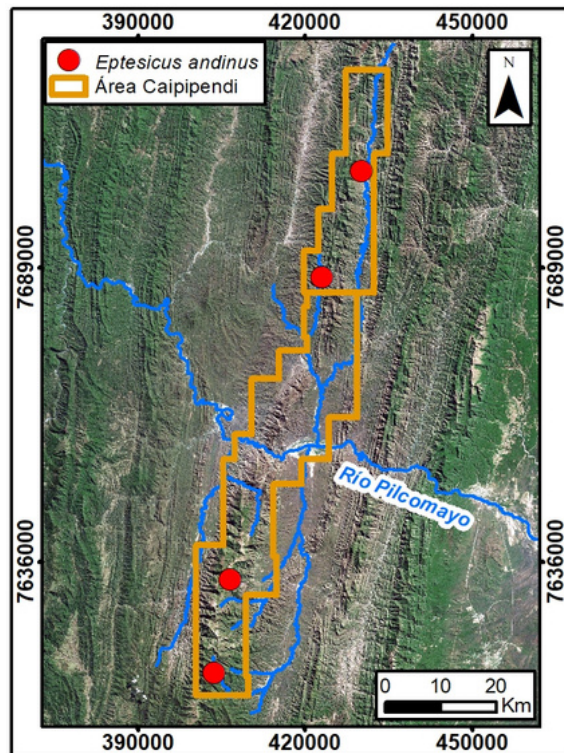 390000 420000 450000
Eptesicus andinus
Área Caipipendi
N
7689000 7689000
Río Pilcomayo
7636000 7636000
0 10 20
Km
390000 420000 450000